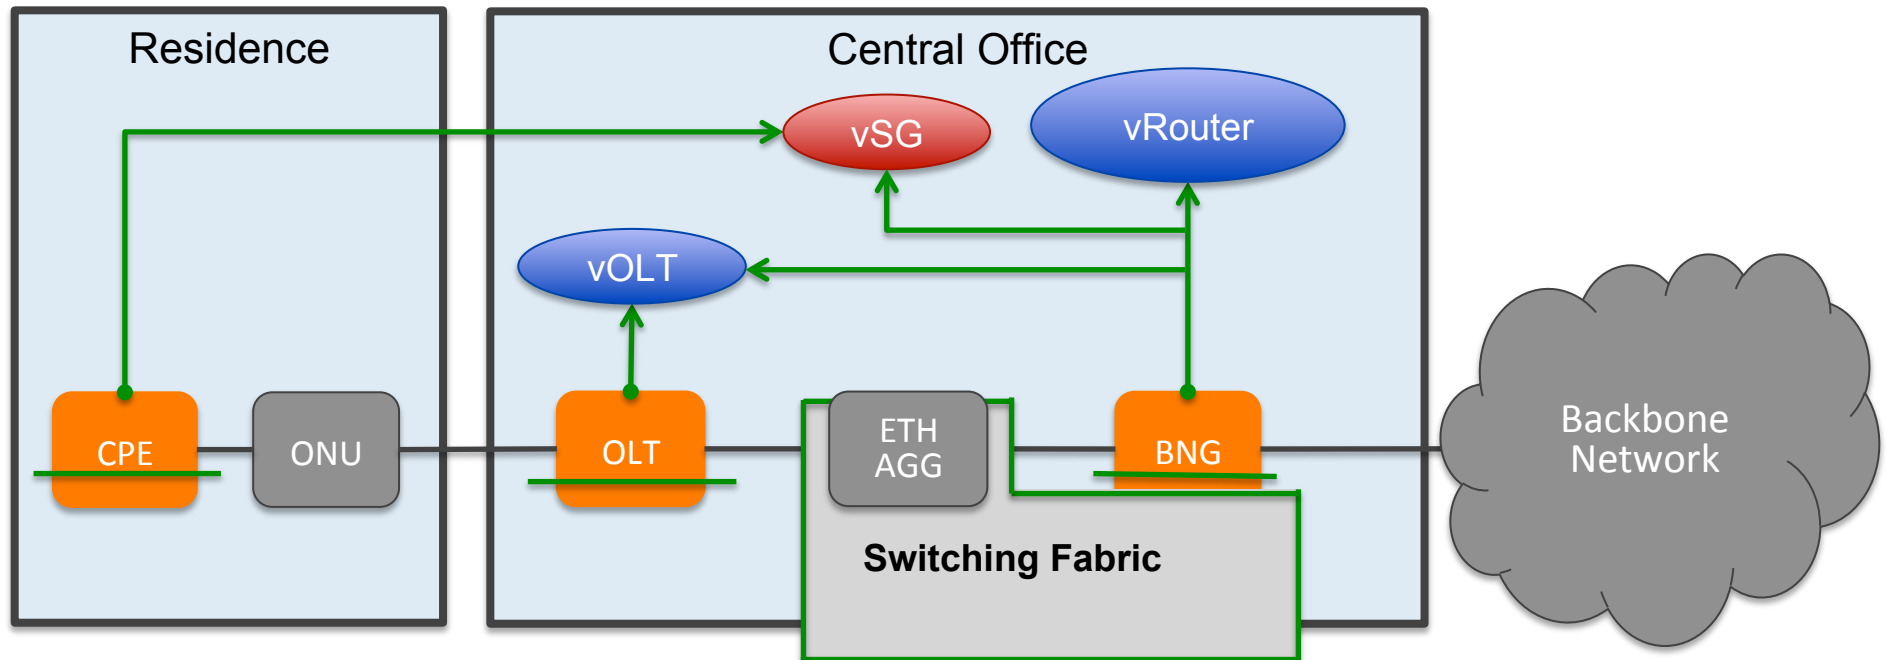 Residence
Central Office
vSG
vRouter
vOLT
CPE
ONU
OLT
ETH
AGG
BNG
Backbone
Network
Switching Fabric